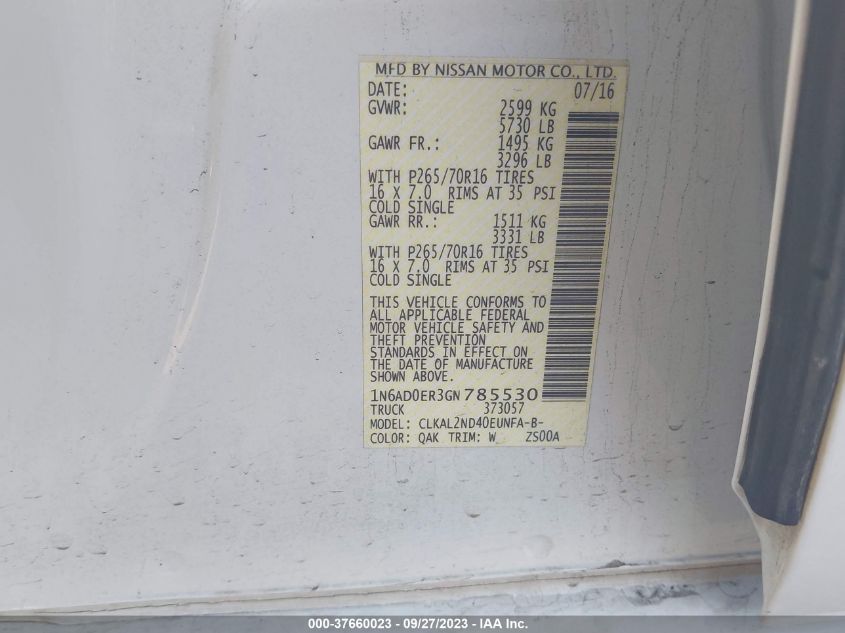 MFD BY NISSAN MOTOR CO., LTD.
DATE: 07/16
GVWR: 2599 KG
5730 LB
GAWR FR.: 1495 KG
3296 LB
WITH P265/70R16 TIRES
16 X 7.0 RIMS AT 35 PSI
COLD SINGLE
GAWR RR.: 1511 KG
3331 LB
WITH P265/70R16 TIRES
16 X 7.0 RIMS AT 35 PSI
COLD SINGLE
THIS VEHICLE CONFORMS TO
ALL APPLICABLE FEDERAL
MOTOR VEHICLE SAFETY AND
THEFT PREVENTION
STANDARDS IN EFFECT ON
THE DATE OF MANUFACTURE
SHOWN ABOVE.
1N6AD0ER3GN785530
TRUCK 373057
MODEL: CLKAL2ND40EUNFA-B-
COLOR: QAK TRIM: W ZS00A
000-37660023 - 09/27/2023 - IAA Inc.